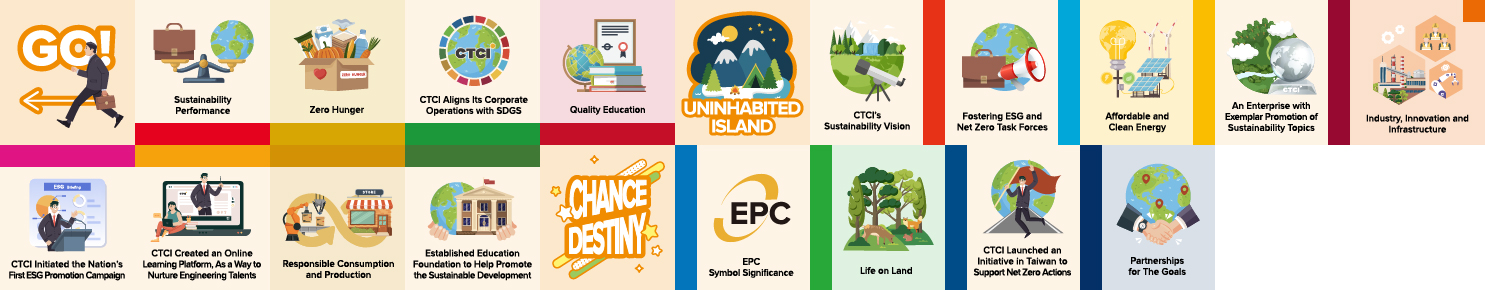 GO!
Sustainability
Performance
ZERO HUNGER
Zero Hunger
CTCI
CTCI Aligns Its Corporate
Operations with SDGS
Quality Education
UNINHABITED
ISLAND
CTCI's
Sustainability Vision
Fostering ESG and
Net Zero Task Forces
Affordable and
Clean Energy
CTCI
An Enterprise with
Exemplar Promotion of
Sustainability Topics
Industry, Innovation and
Infrastructure
CTCI Initiated the Nation's
First ESG Promotion Campaign
CTCI Created an Online
Learning Platform, As a Way to
Nurture Engineering Talents
STORE
Responsible Consumption
and Production
Established Education
Foundation to Help Promote
the Sustainable Development
CHANCE
DESTINY
EPC
EPC
Symbol Significance
Life on Land
CTCI Launched an
Initiative in Taiwan to
Support Net Zero Actions
Partnerships
for The Goals